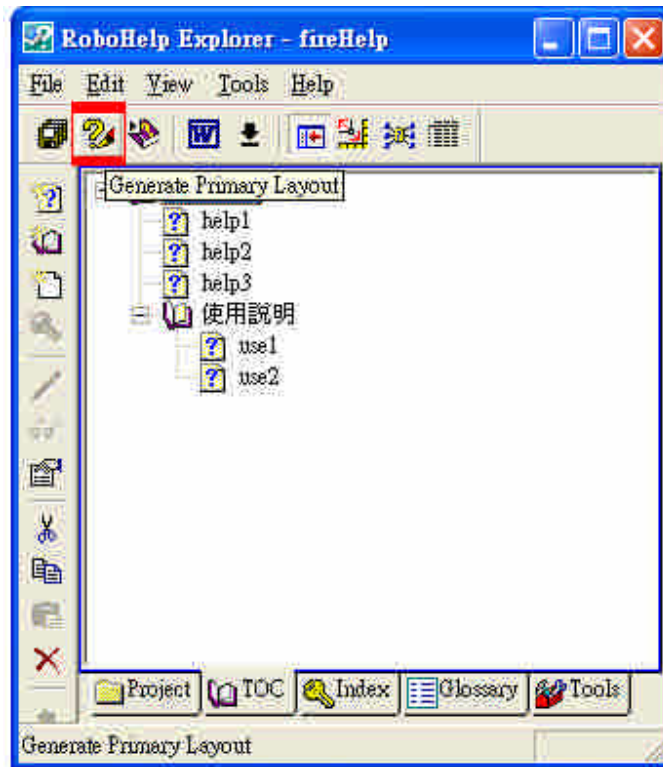 RoboHelp Explorer - fireHelp
File Edit View Tools Help
Generate Primary Layout
help1
help2
help3
使用說明
use1
use2
Project TOC Index Glossary Tools
Generate Primary Layout